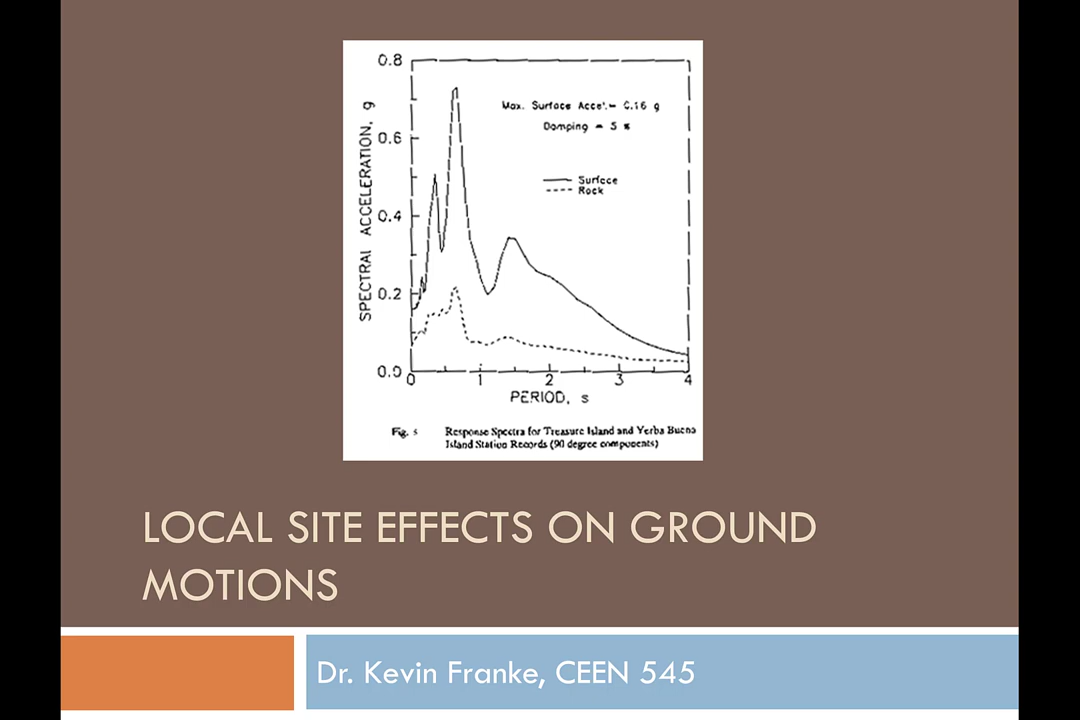 0.8
Max. Surface Accel.= 0.16 g
Damping = 5 %
0.6
Surface
Rock
0.4
0.2
0.0
SPECTRAL ACCELERATION, g
0 1 2 3 4
PERIOD, s
Fig. 5 Response Spectra for Treasure Island and Yerba Buena
Island Station Records (90 degree components)
LOCAL SITE EFFECTS ON GROUND
MOTIONS
Dr. Kevin Franke, CEEN 545